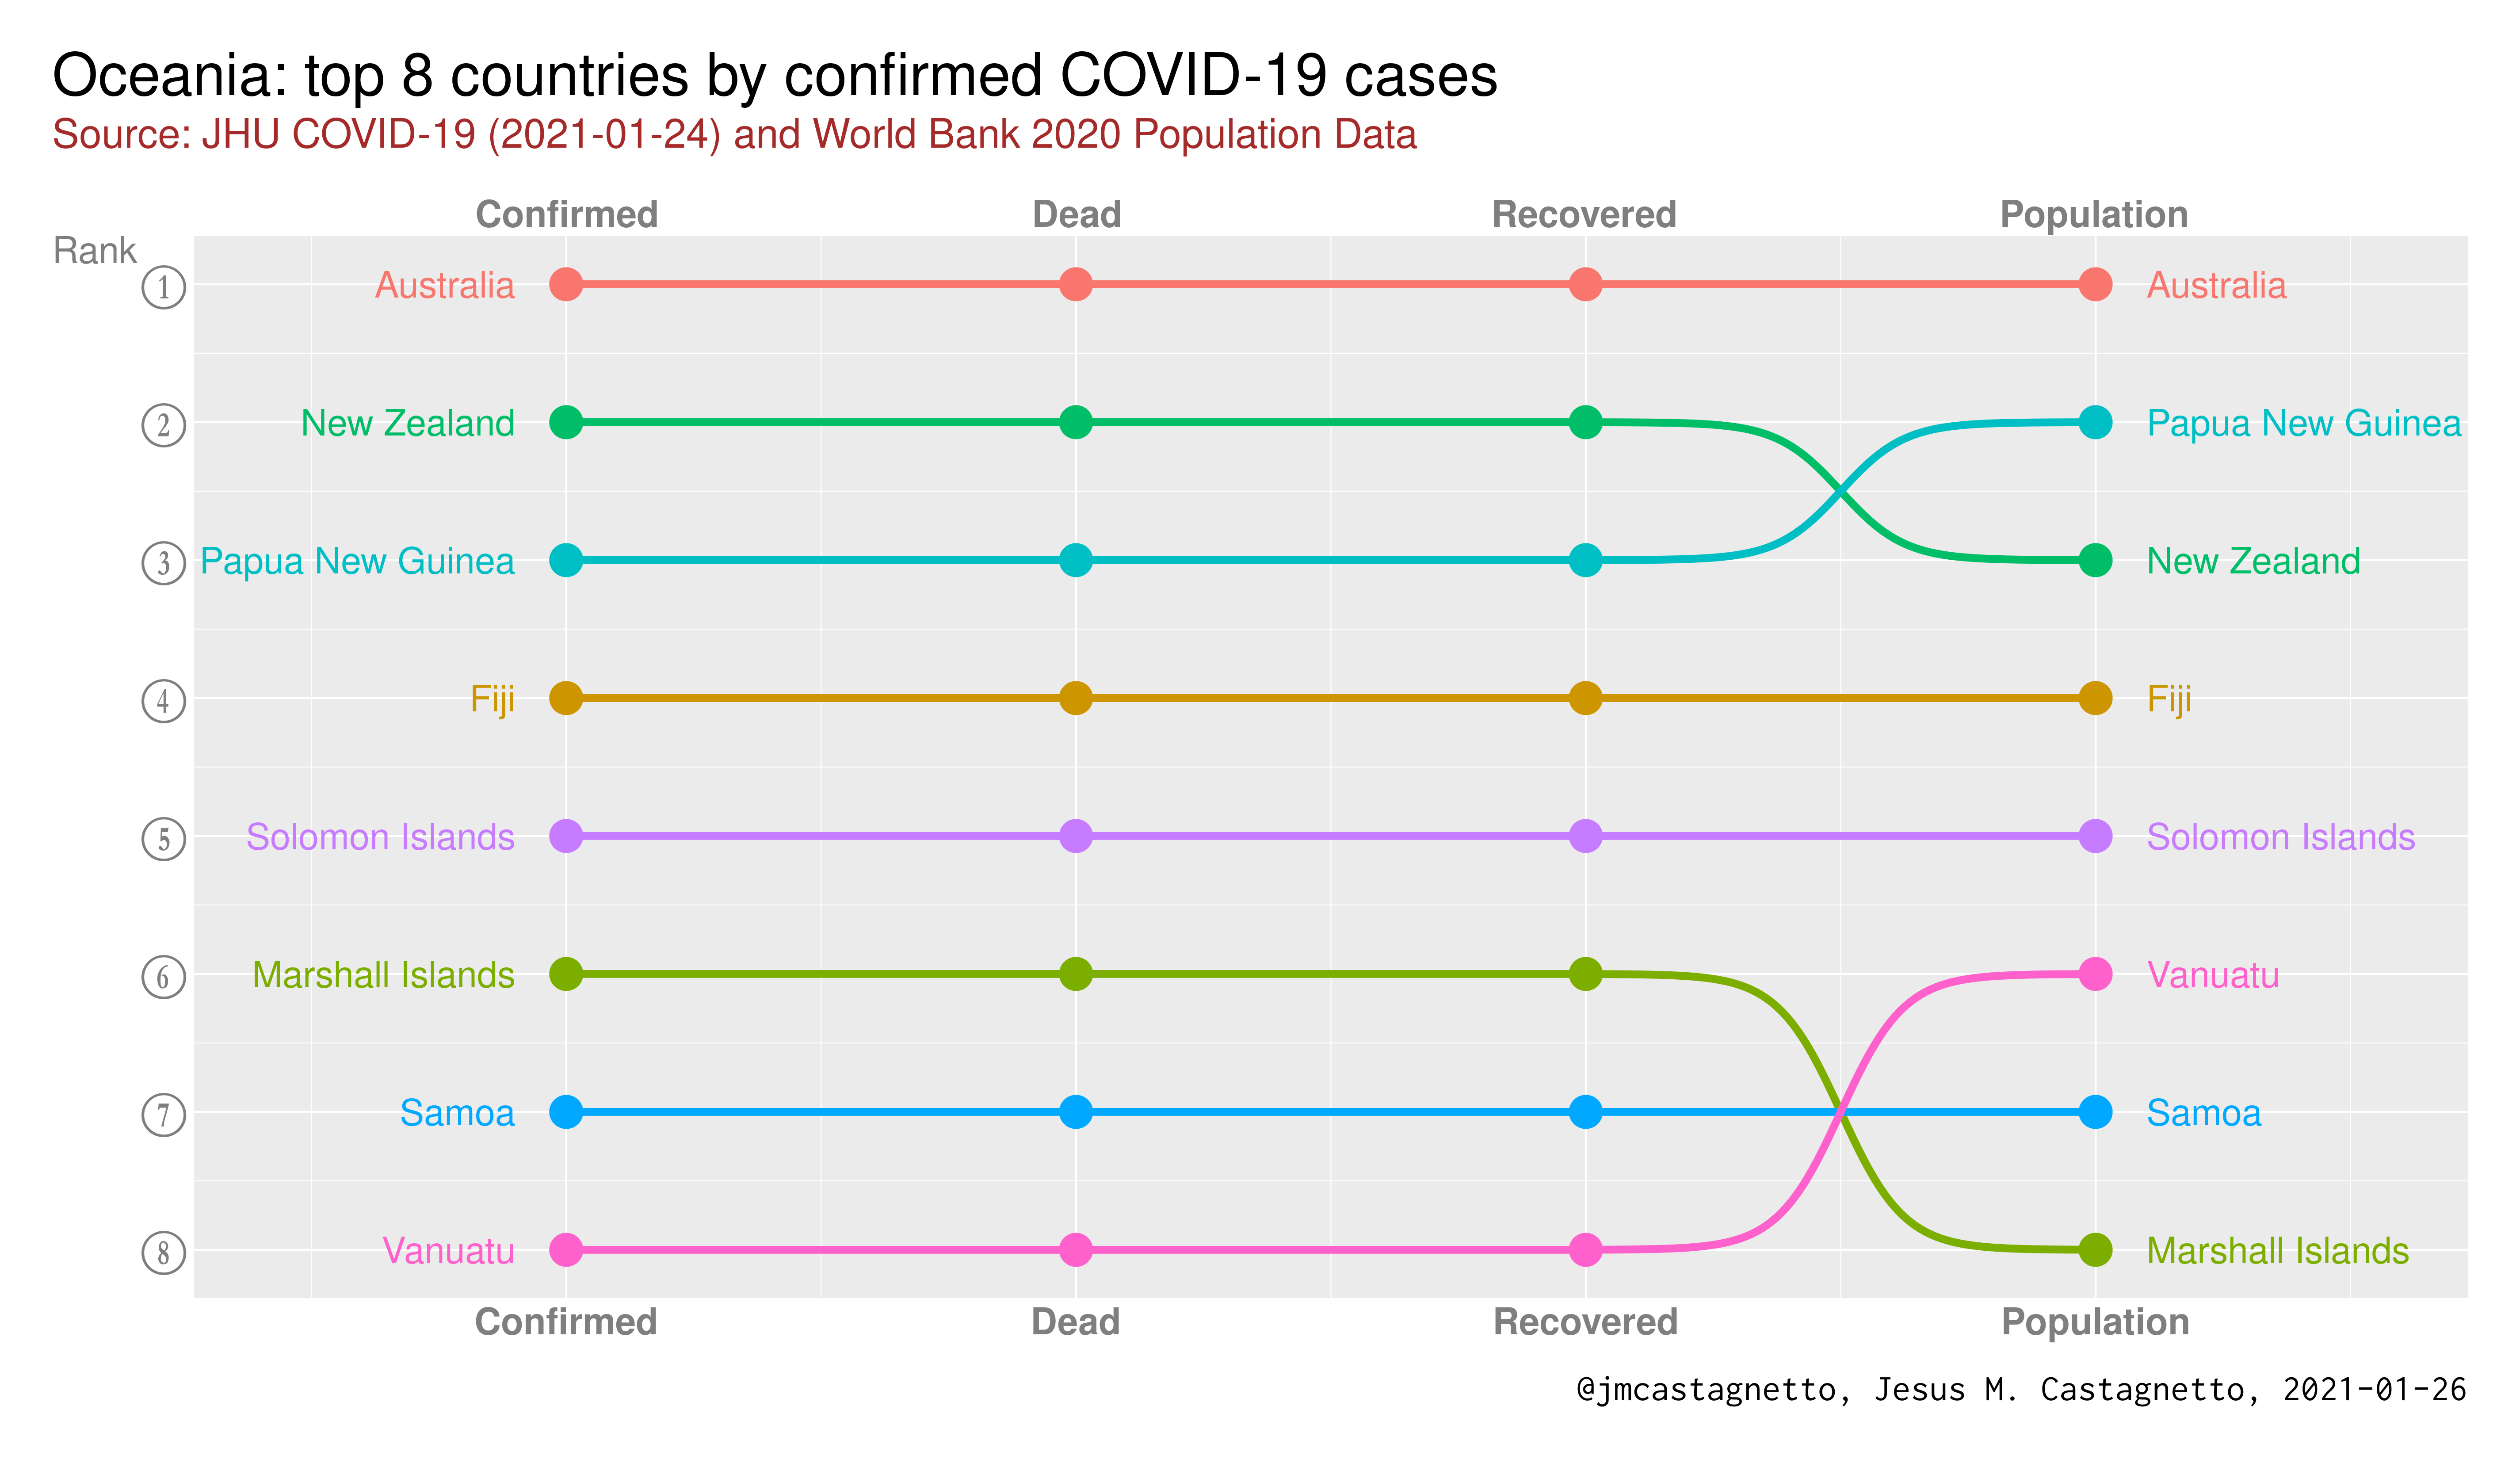 Oceania: top 8 countries by confirmed COVID-19 cases
Source: JHU COVID-19 (2021-01-24) and World Bank 2020 Population Data
Confirmed Dead Recovered Population
Rank
1 Australia Australia
2 New Zealand Papua New Guinea
3 Papua New Guinea New Zealand
4 Fiji Fiji
5 Solomon Islands Solomon Islands
6 Marshall Islands Vanuatu
7 Samoa Samoa
8 Vanuatu Marshall Islands
Confirmed Dead Recovered Population
@jmcastagnetto, Jesus M. Castagnetto, 2021-01-26